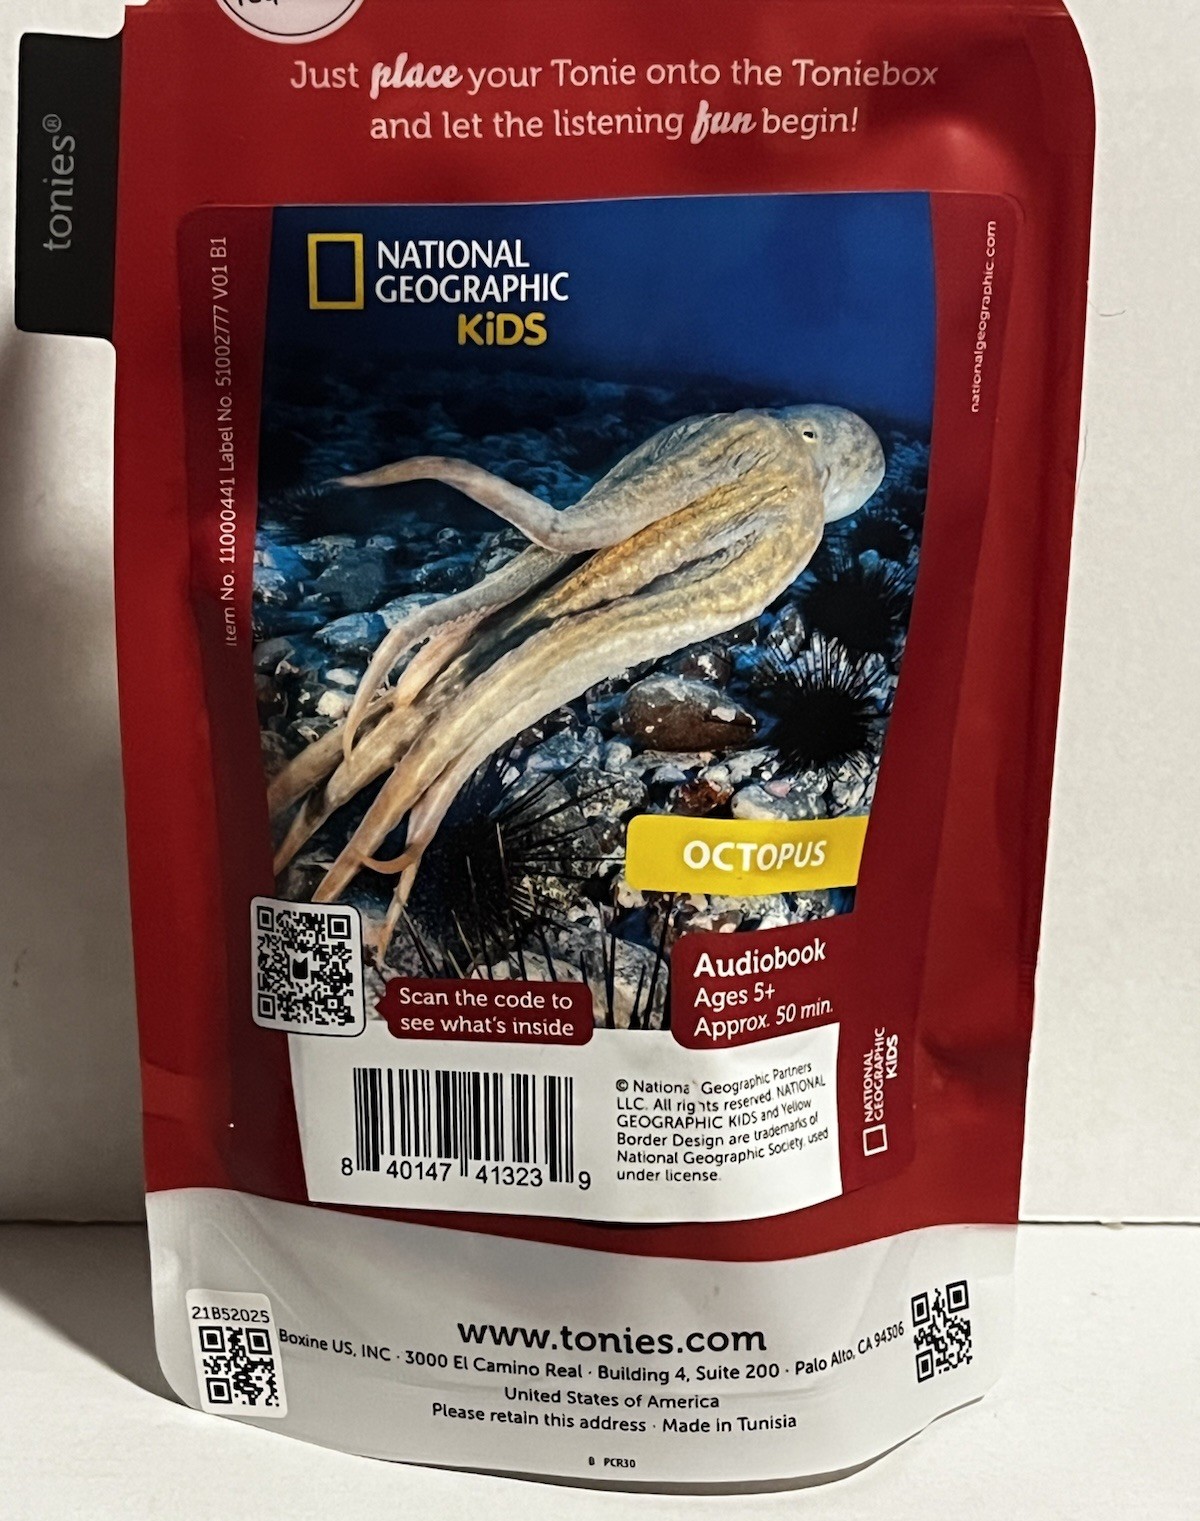 Just place your Tonie onto the Toniebox
and let the listening fun begin!
tonies®
Item No. 11000441 Label No. 51002777 V01 B1
nationalgeographic.com
NATIONAL
GEOGRAPHIC
KiDS
OCTOPUS
Audiobook
Ages 5+
Approx. 50 min.
Scan the code to
see what's inside
NATIONAL
GEOGRAPHIC
KiDS
8 40147 41323 9
© National Geographic Partners
LLC. All rights reserved. NATIONAL
GEOGRAPHIC KIDS and Yellow
Border Design are trademarks of
National Geographic Society, used
under license.
21B52025
www.tonies.com
Boxine US, INC · 3000 El Camino Real · Building 4, Suite 200 · Palo Alto, CA 94306
United States of America
Please retain this address · Made in Tunisia
PCR30